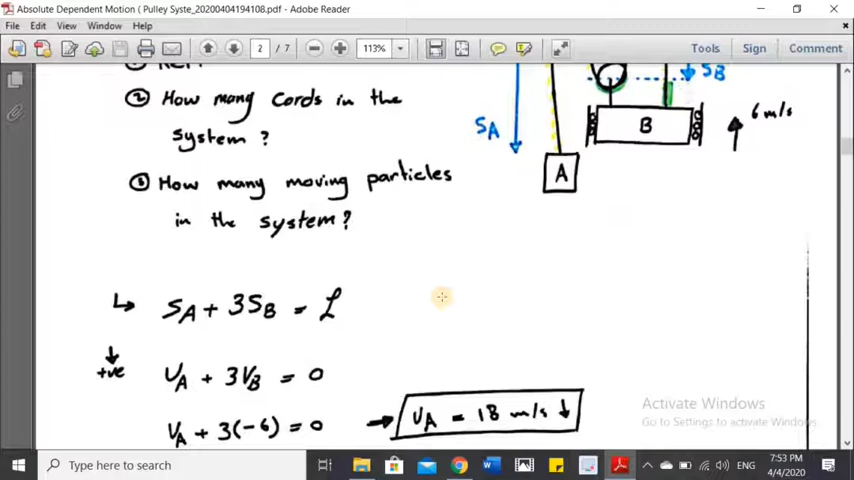 Absolute Dependent Motion ( Pulley Syste_20200404194108.pdf - Adobe Reader
File Edit View Window Help
2 / 7 113% Tools Sign Comment
② How many Cords in the
system ?
③ How many moving particles
in the system?
SB
SA
B
6 m/s
A
↳ SA + 3SB = L
+ve ↓
VA + 3VB = 0
VA + 3(-6) = 0 → VA = 18 m/s ↓
Activate Windows
Go to Settings to activate Windows.
Type here to search
ENG
7:53 PM
4/4/2020